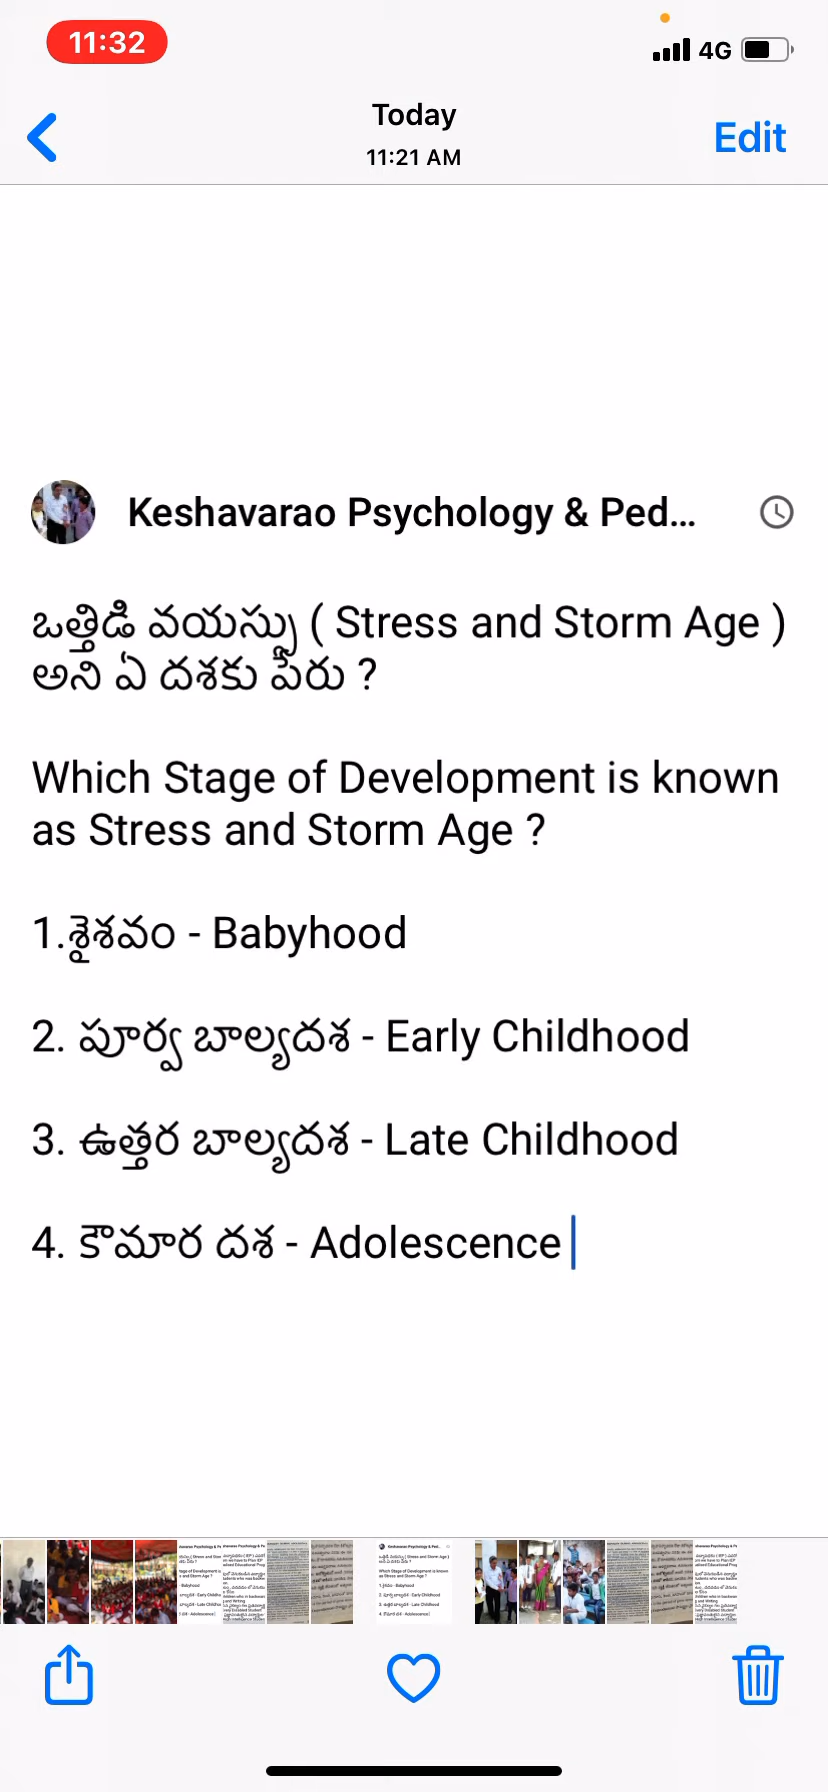 11:32
4G
Today
11:21 AM
Edit
Keshavarao Psychology & Ped...
ఒత్తిడి వయస్సు ( Stress and Storm Age )
అని ఏ దశకు పేరు ?
Which Stage of Development is known
as Stress and Storm Age ?
1.శైశవం - Babyhood
2. పూర్వ బాల్యదశ - Early Childhood
3. ఉత్తర బాల్యదశ - Late Childhood
4. కౌమార దశ - Adolescence